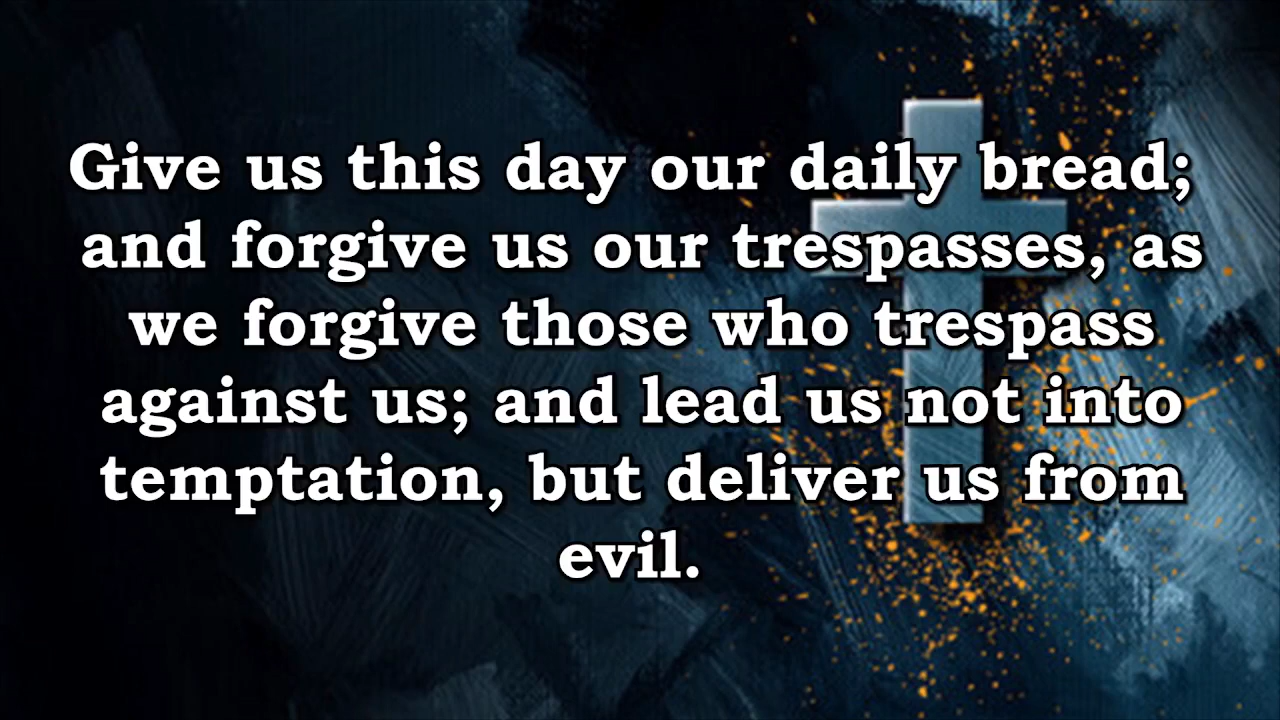 Give us this day our daily bread;
and forgive us our trespasses, as
we forgive those who trespass
against us; and lead us not into
temptation, but deliver us from
evil.